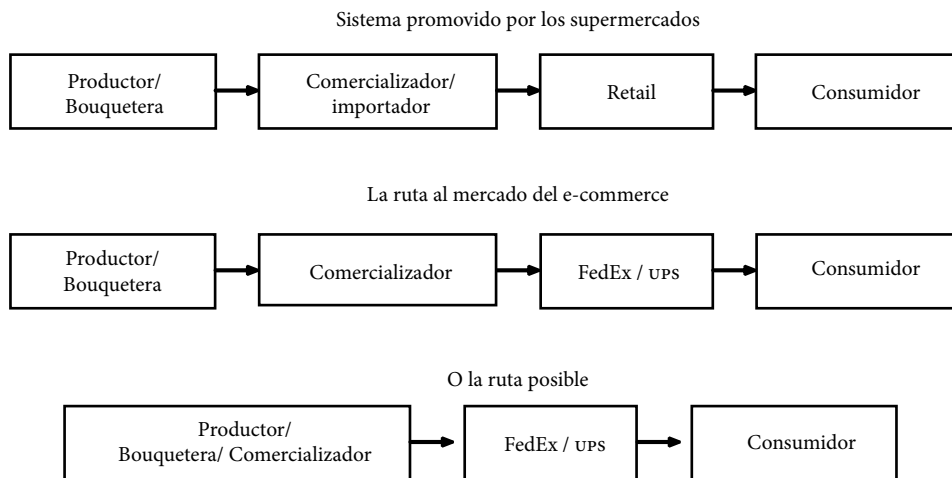 Sistema promovido por los supermercados
Productor/
Bouquetera
Comercializador/
importador
Retail
Consumidor
La ruta al mercado del e-commerce
Productor/
Bouquetera
Comercializador
FedEx / UPS
Consumidor
O la ruta posible
Productor/
Bouquetera/ Comercializador
FedEx / UPS
Consumidor